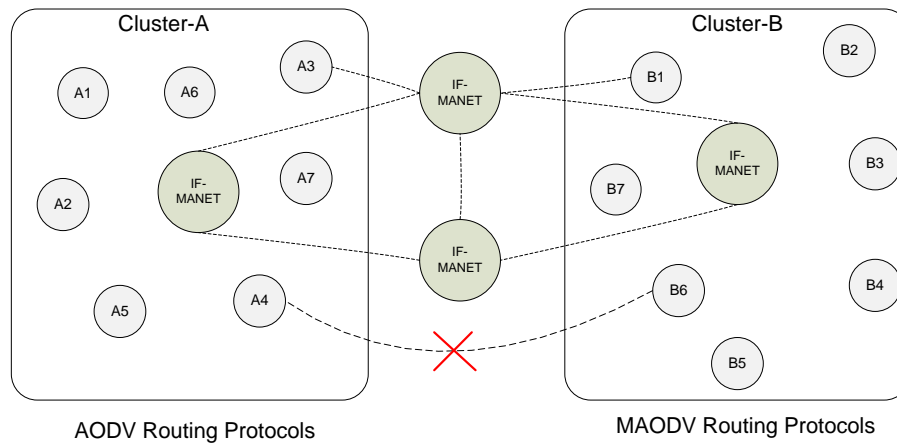 Cluster-A
Cluster-B
A3
A1
A6
IF-
MANET
B1
B2
A2
IF-
MANET
A7
B7
IF-
MANET
B3
IF-
MANET
A5
A4
B6
B4
B5
AODV Routing Protocols
MAODV Routing Protocols